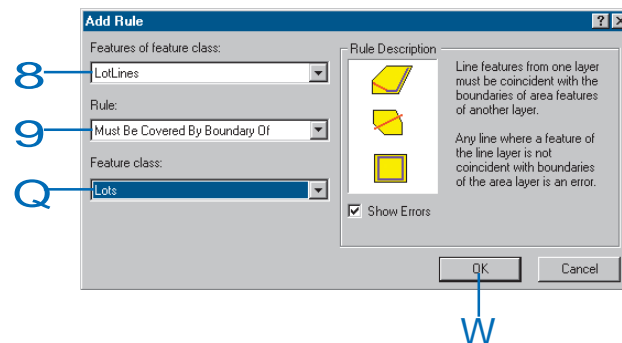 Add Rule
Features of feature class:
8
LotLines
Rule:
9
Must Be Covered By Boundary Of
Feature class:
Q
Lots
Rule Description
Line features from one layer
must be coincident with the
boundaries of area features
of another layer.
Any line where a feature of
the line layer is not
coincident with boundaries
of the area layer is an error.
Show Errors
OK
Cancel
W